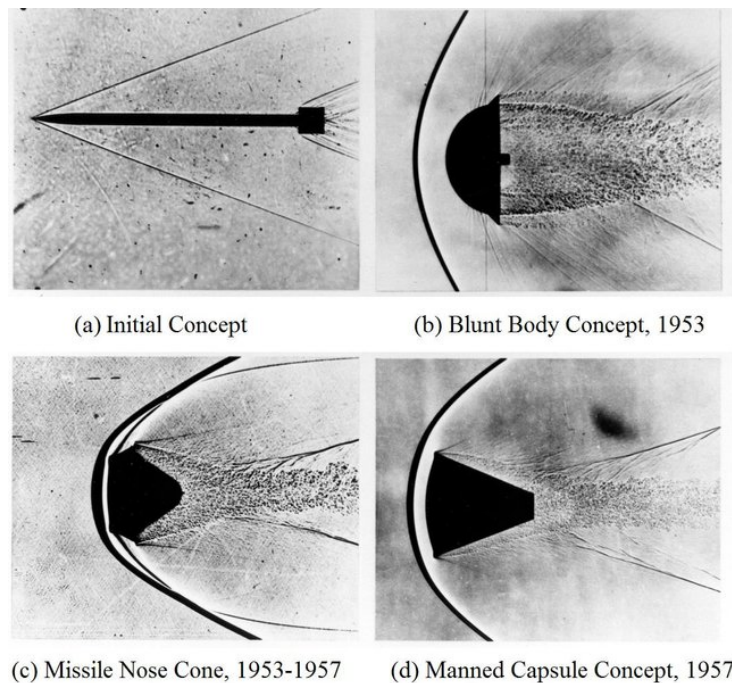 (a) Initial Concept
(b) Blunt Body Concept, 1953
(c) Missile Nose Cone, 1953-1957
(d) Manned Capsule Concept, 1957